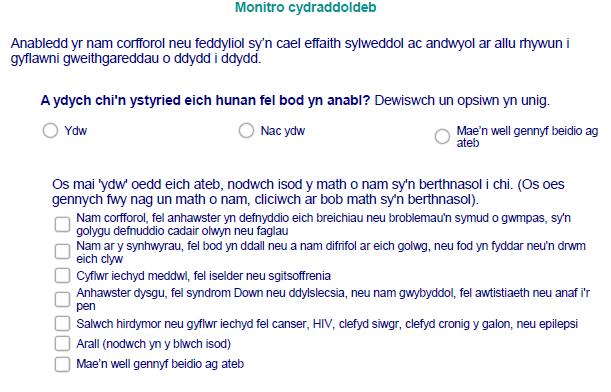 Monitro cydraddoldeb
Anabledd yr nam corfforol neu feddyliol sy'n cael effaith sylweddol ac andwyol ar allu rhywun i
gyflawni gweithgareddau o ddydd i ddydd.
A ydych chi'n ystyried eich hunan fel bod yn anabl? Dewiswch un opsiwn yn unig.
Ydw
Nac ydw
Mae'n well gennyf beidio ag
ateb
Os mai 'ydw' oedd eich ateb, nodwch isod y math o nam sy'n berthnasol i chi. (Os oes
gennych fwy nag un math o nam, cliciwch ar bob math sy'n berthnasol).
Nam corfforol, fel anhawster yn defnyddio eich breichiau neu broblemau'n symud o gwmpas, sy'n
golygu defnuddio cadair olwyn neu faglau
Nam ar y synhwyrau, fel bod yn ddall neu a nam difrifol ar eich golwg, neu fod yn fyddar neu'n drwm
eich clyw
Cyflwr iechyd meddwl, fel iselder neu sgitsoffrenia
Anhawster dysgu, fel syndrom Down neu ddylslecsia, neu nam gwybyddol, fel awtistiaeth neu anaf i'r
pen
Salwch hirdymor neu gyflwr iechyd fel canser, HIV, clefyd siwgr, clefyd cronig y galon, neu epilepsi
Arall (nodwch yn y blwch isod)
Mae'n well gennyf beidio ag ateb